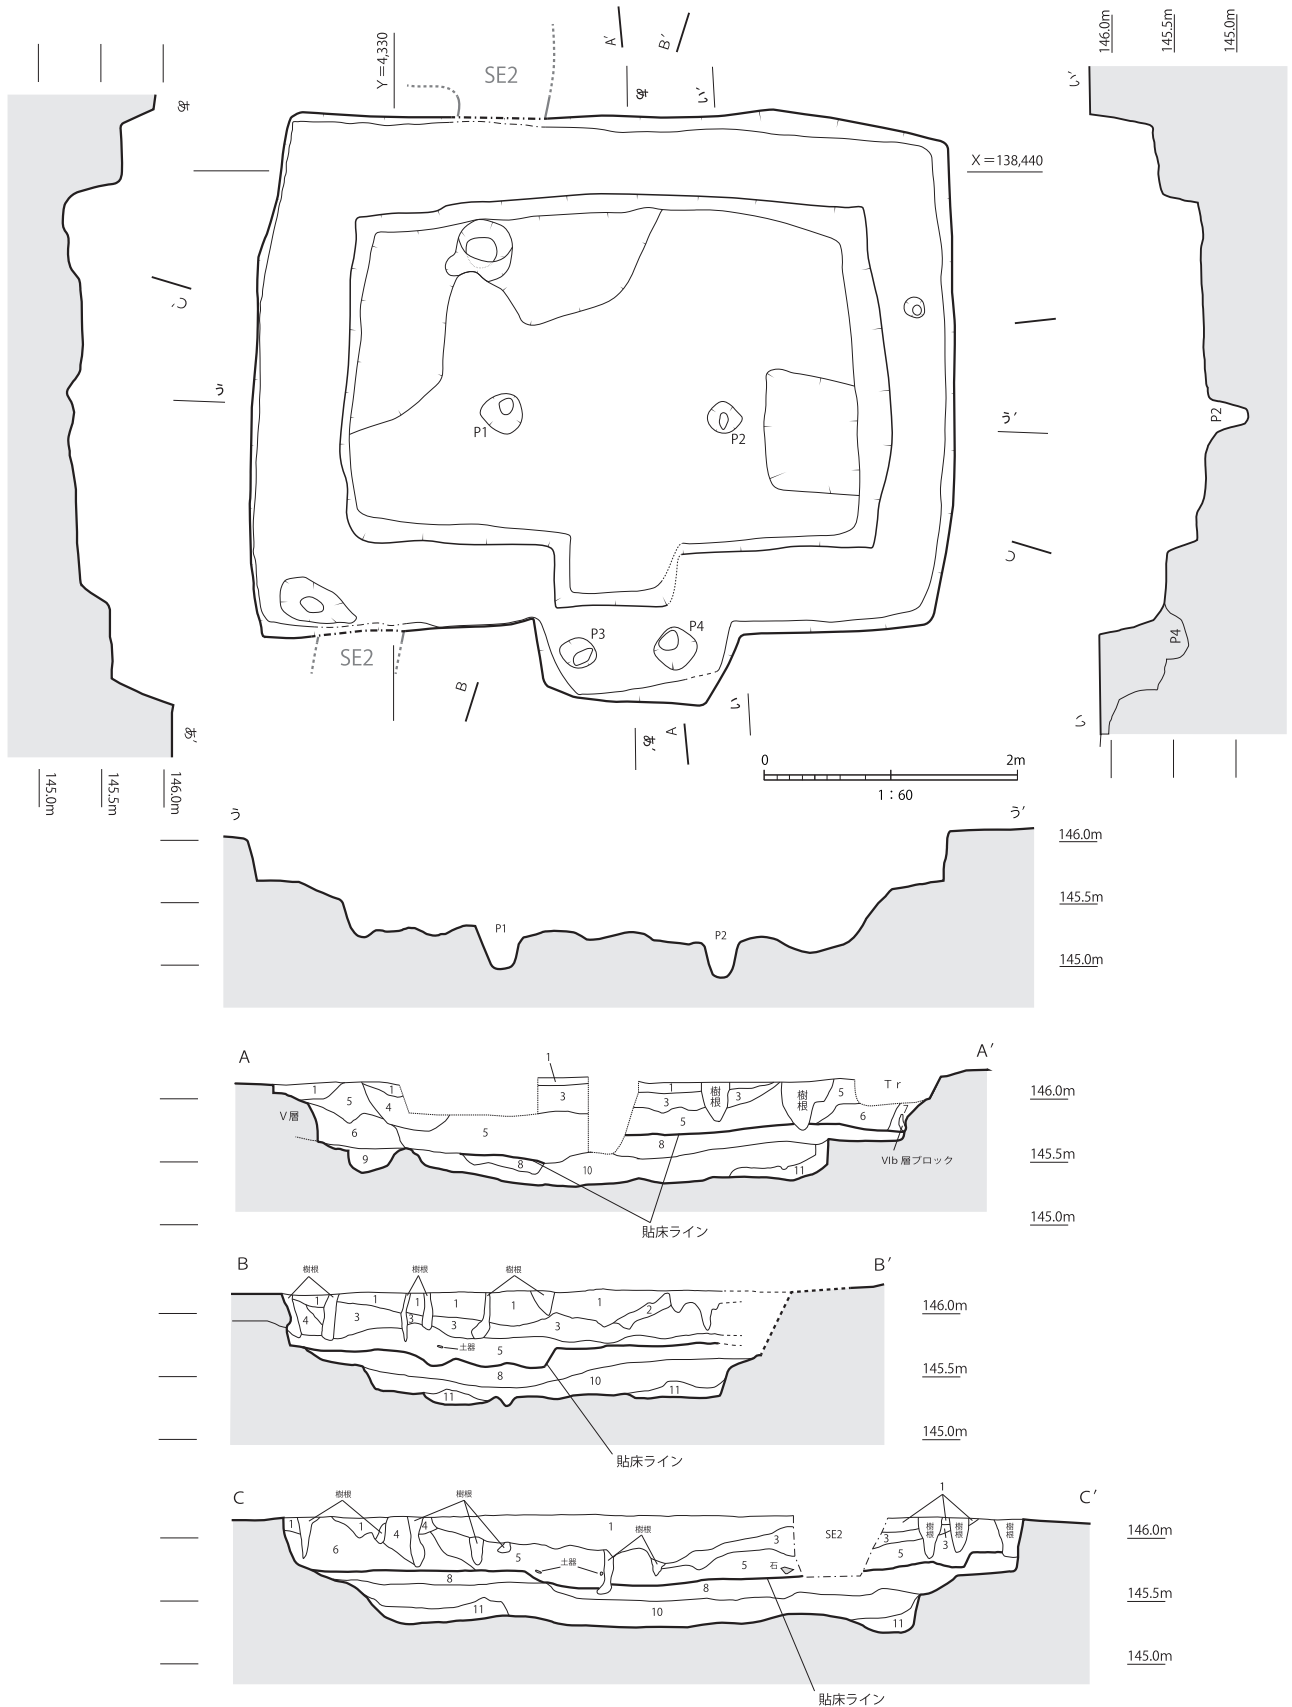 Y＝4,330
SE2
A′
B′
あ
い′
X＝138,440
146.0m
145.5m
145.0m
い′
あ
う′
P2
う
P1
P2
う′
P4
い
P3
P4
SE2
B
A
い
あ′
あ′
145.0m
145.5m
146.0m
0
2m
1：60
う
う′
146.0m
145.5m
145.0m
P1
P2
A
A′
1
1
5
1
4
3
1
3
樹根
3
樹根
5
Tr
146.0m
Ⅴ層
6
5
5
6
7
8
9
8
10
11
Ⅵb層ブロック
145.5m
145.0m
貼床ライン
B
B′
樹根
樹根
樹根
1
1
1
1
1
1
2
146.0m
4
3
3
3
3
土器
5
8
10
11
11
145.5m
145.0m
貼床ライン
C
C′
樹根
樹根
1
1
1
4
4
1
樹根
SE2
樹根
樹根
樹根
146.0m
6
5
土器
3
5
石
3
5
3
8
8
11
10
11
145.5m
145.0m
貼床ライン